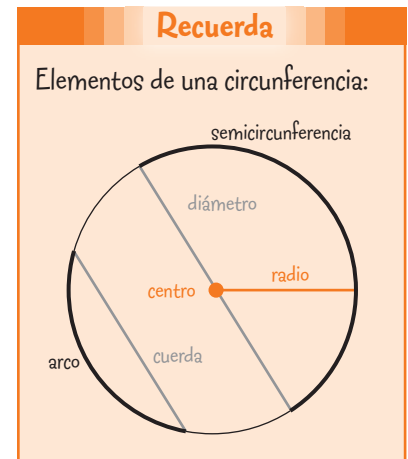 Recuerda
Elementos de una circunferencia:
semicircunferencia
diámetro
radio
centro
cuerda
arco